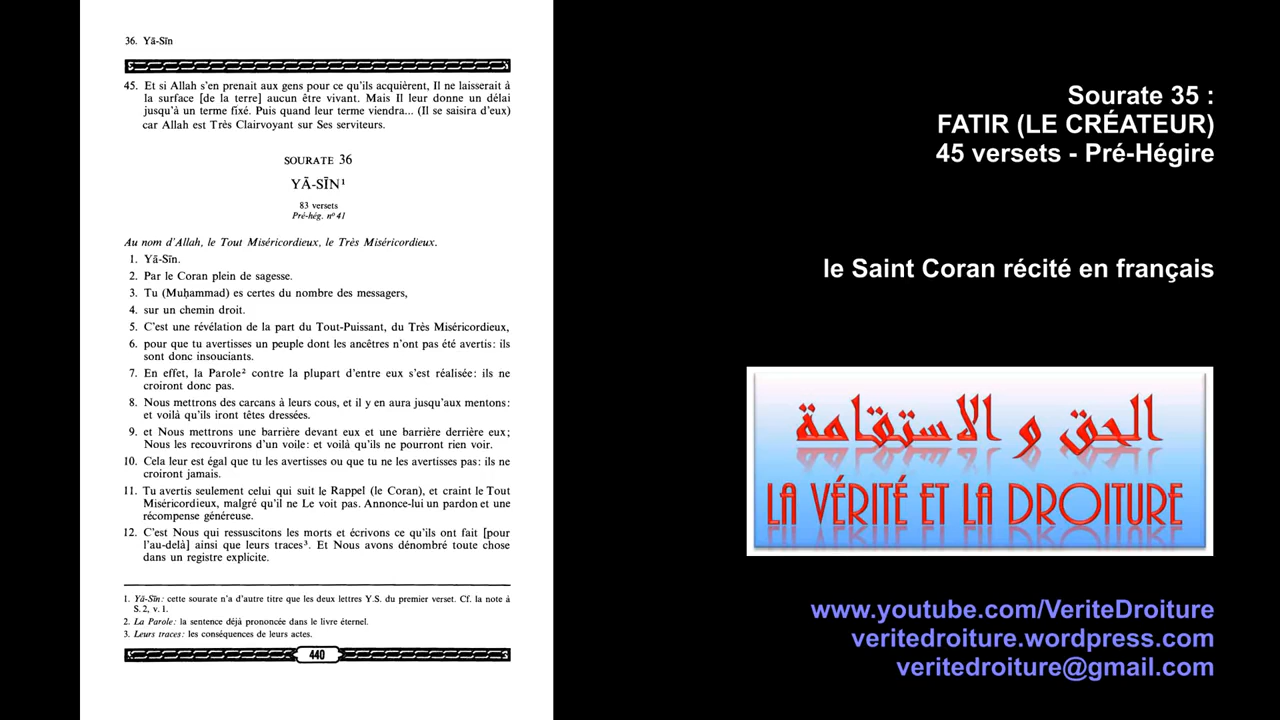 36. Yā-Sīn
45. Et si Allah s'en prenait aux gens pour ce qu'ils acquièrent, Il ne laisserait à
la surface [de la terre] aucun être vivant. Mais Il leur donne un délai
jusqu'à un terme fixé. Puis quand leur terme viendra... (Il se saisira d'eux)
car Allah est Très Clairvoyant sur Ses serviteurs.
SOURATE 36
YĀ-SĪN¹
83 versets
Pré-hég. nº 41
Au nom d'Allah, le Tout Miséricordieux, le Très Miséricordieux.
1. Yā-Sīn.
2. Par le Coran plein de sagesse.
3. Tu (Muḥammad) es certes du nombre des messagers,
4. sur un chemin droit.
5. C'est une révélation de la part du Tout-Puissant, du Très Miséricordieux,
6. pour que tu avertisses un peuple dont les ancêtres n'ont pas été avertis: ils
sont donc insouciants.
7. En effet, la Parole² contre la plupart d'entre eux s'est réalisée: ils ne
croiront donc pas.
8. Nous mettrons des carcans à leurs cous, et il y en aura jusqu'aux mentons:
et voilà qu'ils iront têtes dressées.
9. et Nous mettrons une barrière devant eux et une barrière derrière eux;
Nous les recouvrirons d'un voile: et voilà qu'ils ne pourront rien voir.
10. Cela leur est égal que tu les avertisses ou que tu ne les avertisses pas: ils ne
croiront jamais.
11. Tu avertis seulement celui qui suit le Rappel (le Coran), et craint le Tout
Miséricordieux, malgré qu'il ne Le voit pas. Annonce-lui un pardon et une
récompense généreuse.
12. C'est Nous qui ressuscitons les morts et écrivons ce qu'ils ont fait [pour
l'au-delà] ainsi que leurs traces³. Et Nous avons dénombré toute chose
dans un registre explicite.
1. Yā-Sīn: cette sourate n'a d'autre titre que les deux lettres Y.S. du premier verset. Cf. la note à
S.2, v.1.
2. La Parole: la sentence déjà prononcée dans le livre éternel.
3. Leurs traces: les conséquences de leurs actes.
440
Sourate 35 :
FATIR (LE CRÉATEUR)
45 versets - Pré-Hégire
le Saint Coran récité en français
الحق و الاستقامة
LA VÉRITÉ ET LA DROITURE
www.youtube.com/VeriteDroiture
veritedroiture.wordpress.com
veritedroiture@gmail.com